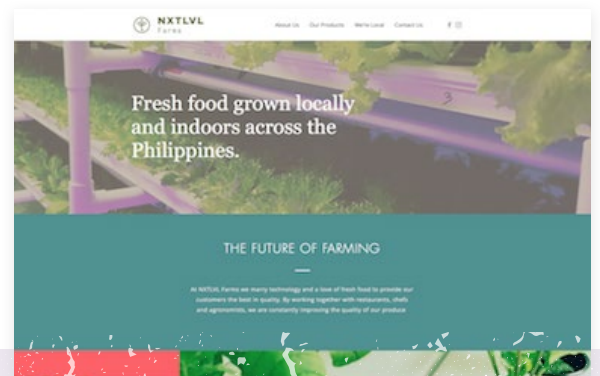 NXTLVL
Farms
About Us Our Products We're Local Contact Us
Fresh food grown locally
and indoors across the
Philippines.
3
THE FUTURE OF FARMING
At NXTLVL Farms we marry technology and a love of fresh food to provide our
customers the best in quality. By working together with restaurants, chefs
and agronomists, we are constantly improving the quality of our produce